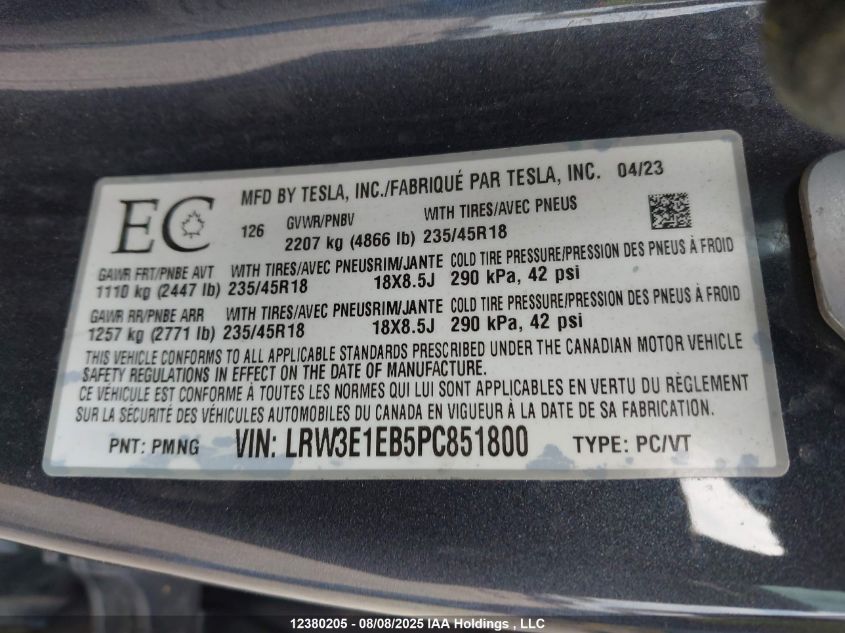 MFD BY TESLA, INC./FABRIQUÉ PAR TESLA, INC. 04/23
EC 126 GVWR/PNBV WITH TIRES/AVEC PNEUS
2207 kg (4866 lb) 235/45R18
GAWR FRT/PNBE AVT WITH TIRES/AVEC PNEUS RIM/JANTE COLD TIRE PRESSURE/PRESSION DES PNEUS À FROID
1110 kg (2447 lb) 235/45R18 18X8.5J 290 kPa, 42 psi
GAWR RR/PNBE ARR WITH TIRES/AVEC PNEUS RIM/JANTE COLD TIRE PRESSURE/PRESSION DES PNEUS À FROID
1257 kg (2771 lb) 235/45R18 18X8.5J 290 kPa, 42 psi
THIS VEHICLE CONFORMS TO ALL APPLICABLE STANDARDS PRESCRIBED UNDER THE CANADIAN MOTOR VEHICLE
SAFETY REGULATIONS IN EFFECT ON THE DATE OF MANUFACTURE.
CE VÉHICULE EST CONFORME À TOUTES LES NORMES QUI LUI SONT APPLICABLES EN VERTU DU RÈGLEMENT
SUR LA SÉCURITÉ DES VÉHICULES AUTOMOBILES DU CANADA EN VIGUEUR À LA DATE DE SA FABRICATION.
PNT: PMNG VIN: LRW3E1EB5PC851800 TYPE: PC/VT
12380205 - 08/08/2025 IAA Holdings , LLC